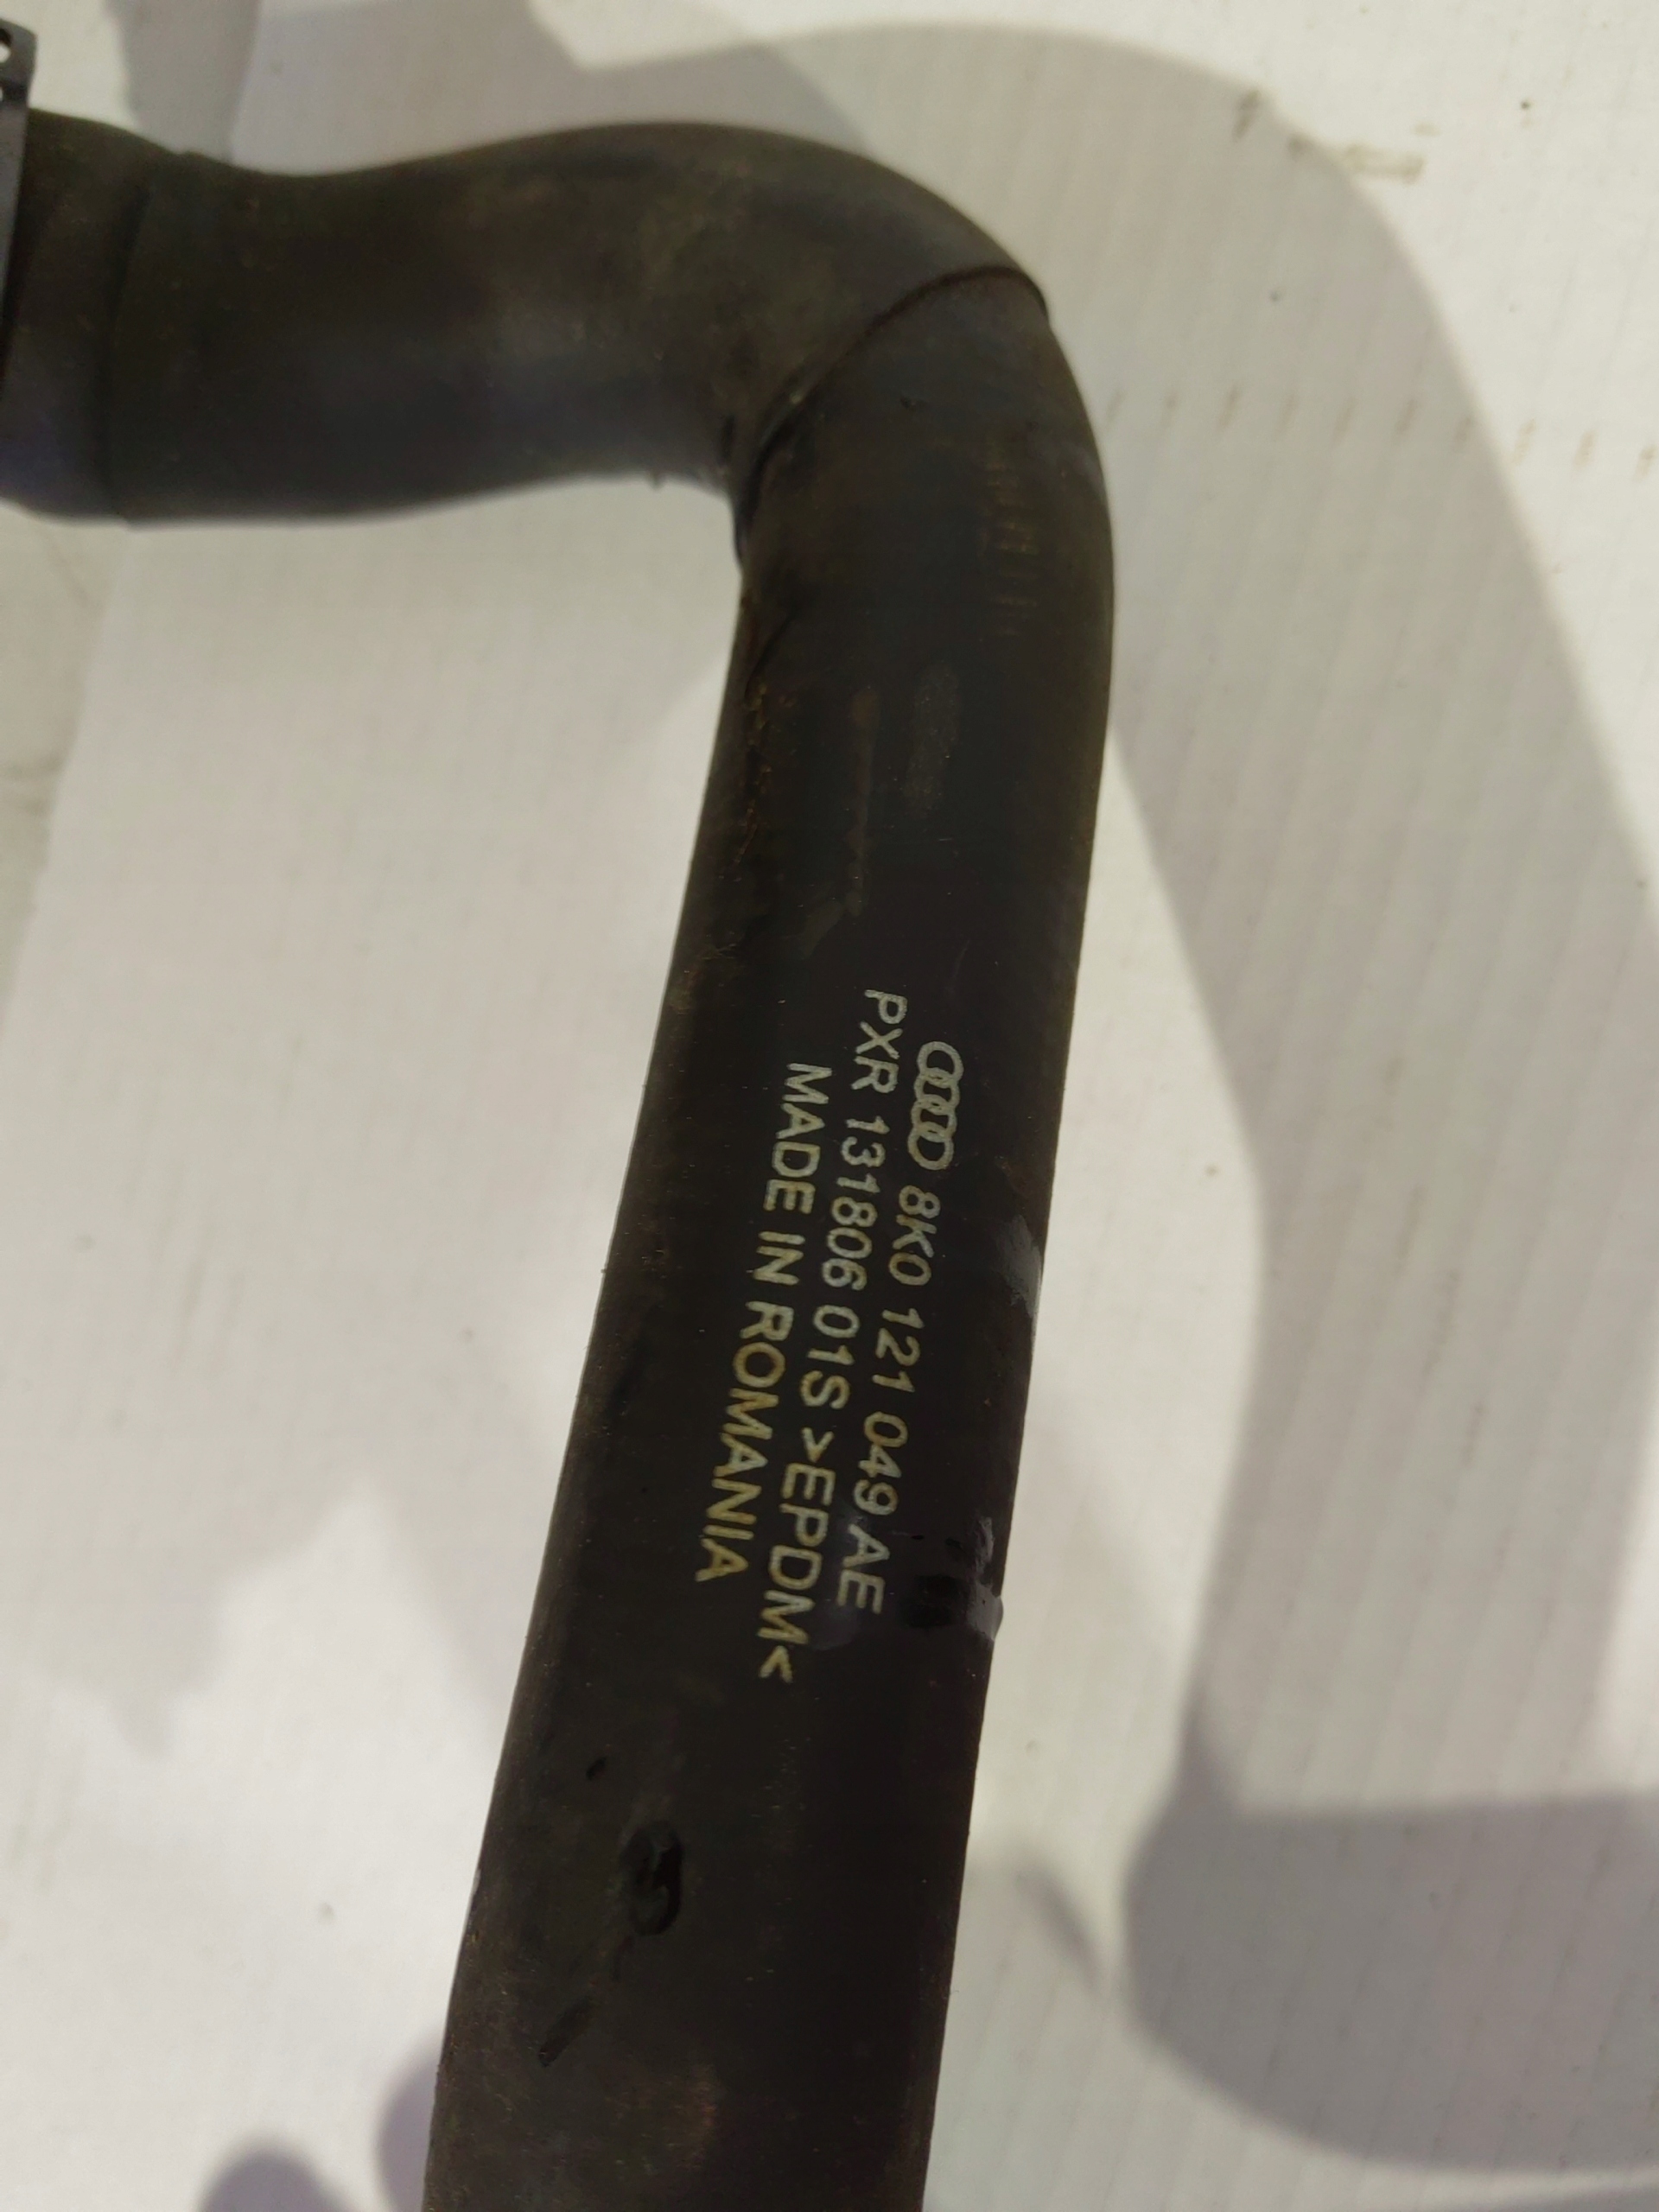 8K0 121 049 AE
PXR 131806 01S >EPDM<
MADE IN ROMANIA